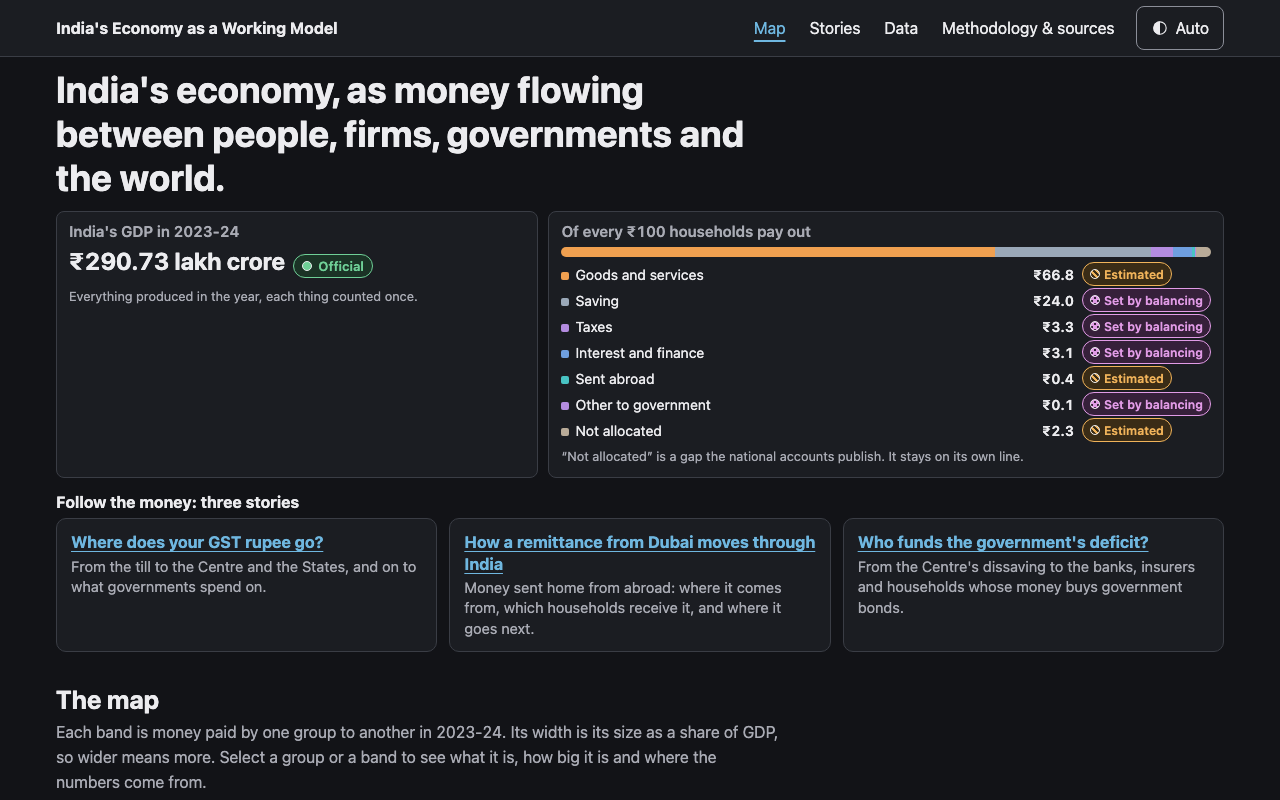 India's Economy as a Working Model
Map
Stories
Data
Methodology & sources
Auto
India's economy, as money flowing
between people, firms, governments and
the world.
India's GDP in 2023-24
₹290.73 lakh crore
Official
Everything produced in the year, each thing counted once.
Of every ₹100 households pay out
Goods and services ₹66.8 Estimated
Saving ₹24.0 Set by balancing
Taxes ₹3.3 Set by balancing
Interest and finance ₹3.1 Set by balancing
Sent abroad ₹0.4 Estimated
Other to government ₹0.1 Set by balancing
Not allocated ₹2.3 Estimated
“Not allocated” is a gap the national accounts publish. It stays on its own line.
Follow the money: three stories
Where does your GST rupee go?
From the till to the Centre and the States, and on to
what governments spend on.
How a remittance from Dubai moves through
India
Money sent home from abroad: where it comes
from, which households receive it, and where it
goes next.
Who funds the government's deficit?
From the Centre's dissaving to the banks, insurers
and households whose money buys government
bonds.
The map
Each band is money paid by one group to another in 2023-24. Its width is its size as a share of GDP,
so wider means more. Select a group or a band to see what it is, how big it is and where the
numbers come from.